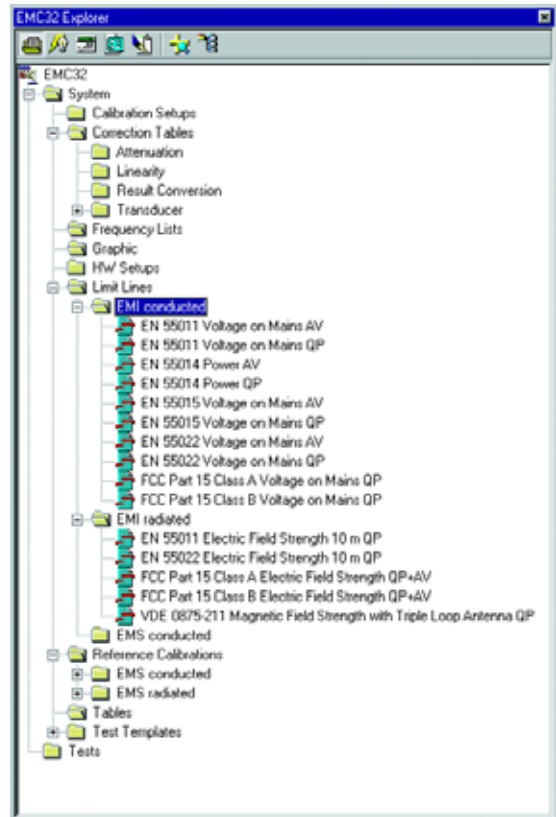 EMC32 Explorer
EMC32
System
Calibration Setups
Correction Tables
Attenuation
Linearity
Result Conversion
Transducer
Frequency Lists
Graphic
HW Setups
Limit Lines
EMI conducted
EN 55011 Voltage on Mains AV
EN 55011 Voltage on Mains QP
EN 55014 Power AV
EN 55014 Power QP
EN 55015 Voltage on Mains AV
EN 55015 Voltage on Mains QP
EN 55022 Voltage on Mains AV
EN 55022 Voltage on Mains QP
FCC Part 15 Class A Voltage on Mains QP
FCC Part 15 Class B Voltage on Mains QP
EMI radiated
EN 55011 Electric Field Strength 10 m QP
EN 55022 Electric Field Strength 10 m QP
FCC Part 15 Class A Electric Field Strength QP+AV
FCC Part 15 Class B Electric Field Strength QP+AV
VDE 0875-211 Magnetic Field Strength with Triple Loop Antenna QP
EMS conducted
Reference Calibrations
EMS conducted
EMS radiated
Tables
Test Templates
Tests